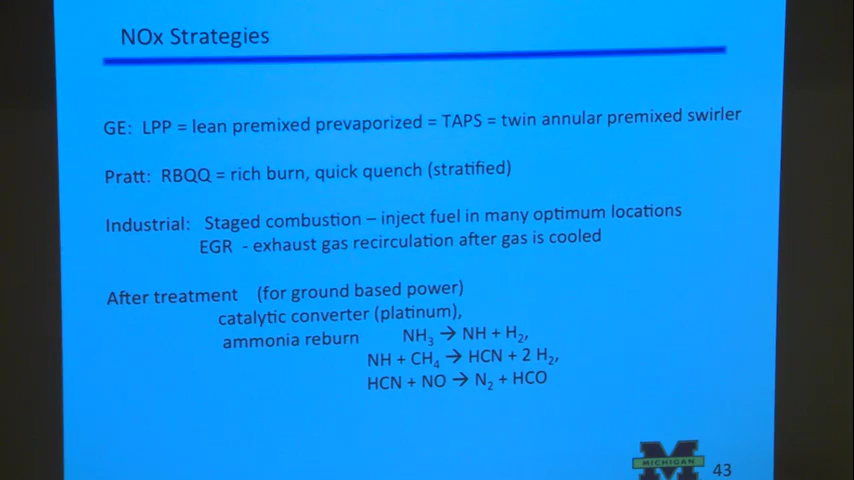 NOx Strategies
GE: LPP = lean premixed prevaporized = TAPS = twin annular premixed swirler
Pratt: RBQQ = rich burn, quick quench (stratified)
Industrial: Staged combustion – inject fuel in many optimum locations
EGR - exhaust gas recirculation after gas is cooled
After treatment (for ground based power)
catalytic converter (platinum),
ammonia reburn NH₃ → NH + H₂,
NH + CH₄ → HCN + 2 H₂,
HCN + NO → N₂ + HCO
MICHIGAN
43